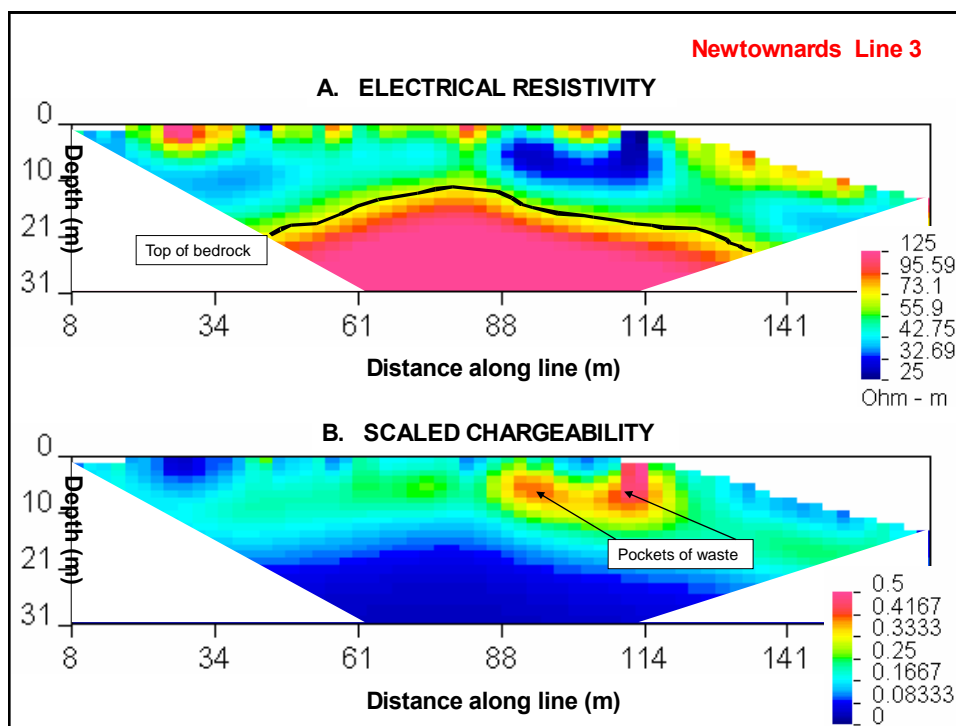 Newtownards Line 3
A. ELECTRICAL RESISTIVITY
0
10
21
31
Depth (m)
Top of bedrock
8 34 61 88 114 141
Distance along line (m)
125
95.59
73.1
55.9
42.75
32.69
25
Ohm - m
B. SCALED CHARGEABILITY
0
10
21
31
Depth (m)
Pockets of waste
8 34 61 88 114 141
Distance along line (m)
0.5
0.4167
0.3333
0.25
0.1667
0.08333
0